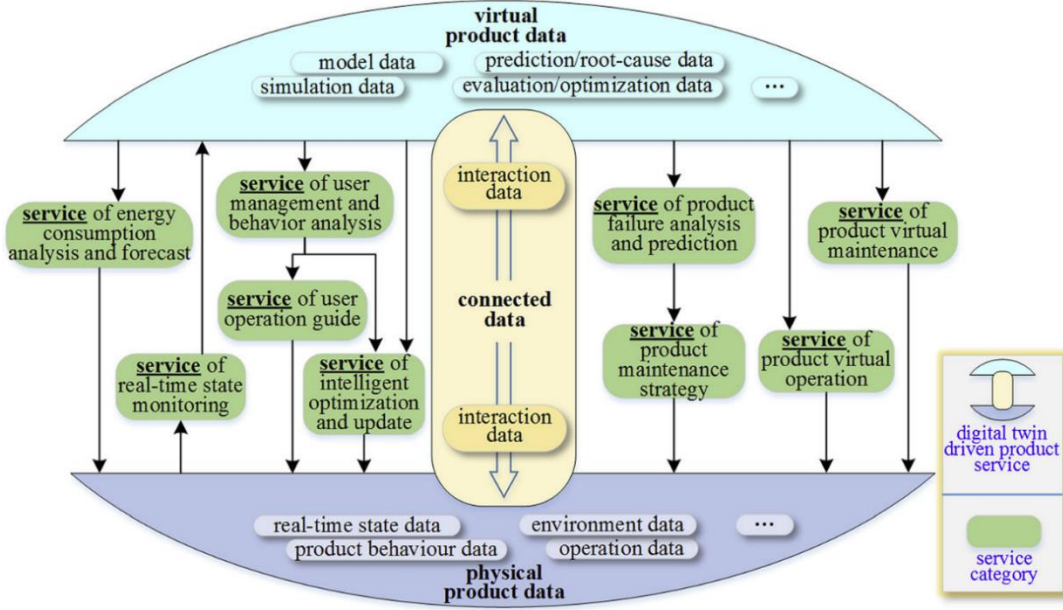 virtual
product data
model data
prediction/root-cause data
simulation data
evaluation/optimization data
...
interaction
data
service of user
management and
behavior analysis
service of energy
consumption
analysis and forecast
service of product
failure analysis
and prediction
service of
product virtual
maintenance
service of user
operation guide
connected
data
service of
real-time state
monitoring
service of
intelligent
optimization
and update
service of
product
maintenance
strategy
service of
product virtual
operation
interaction
data
digital twin
driven product
service
service
category
real-time state data
environment data
...
product behaviour data
operation data
physical
product data